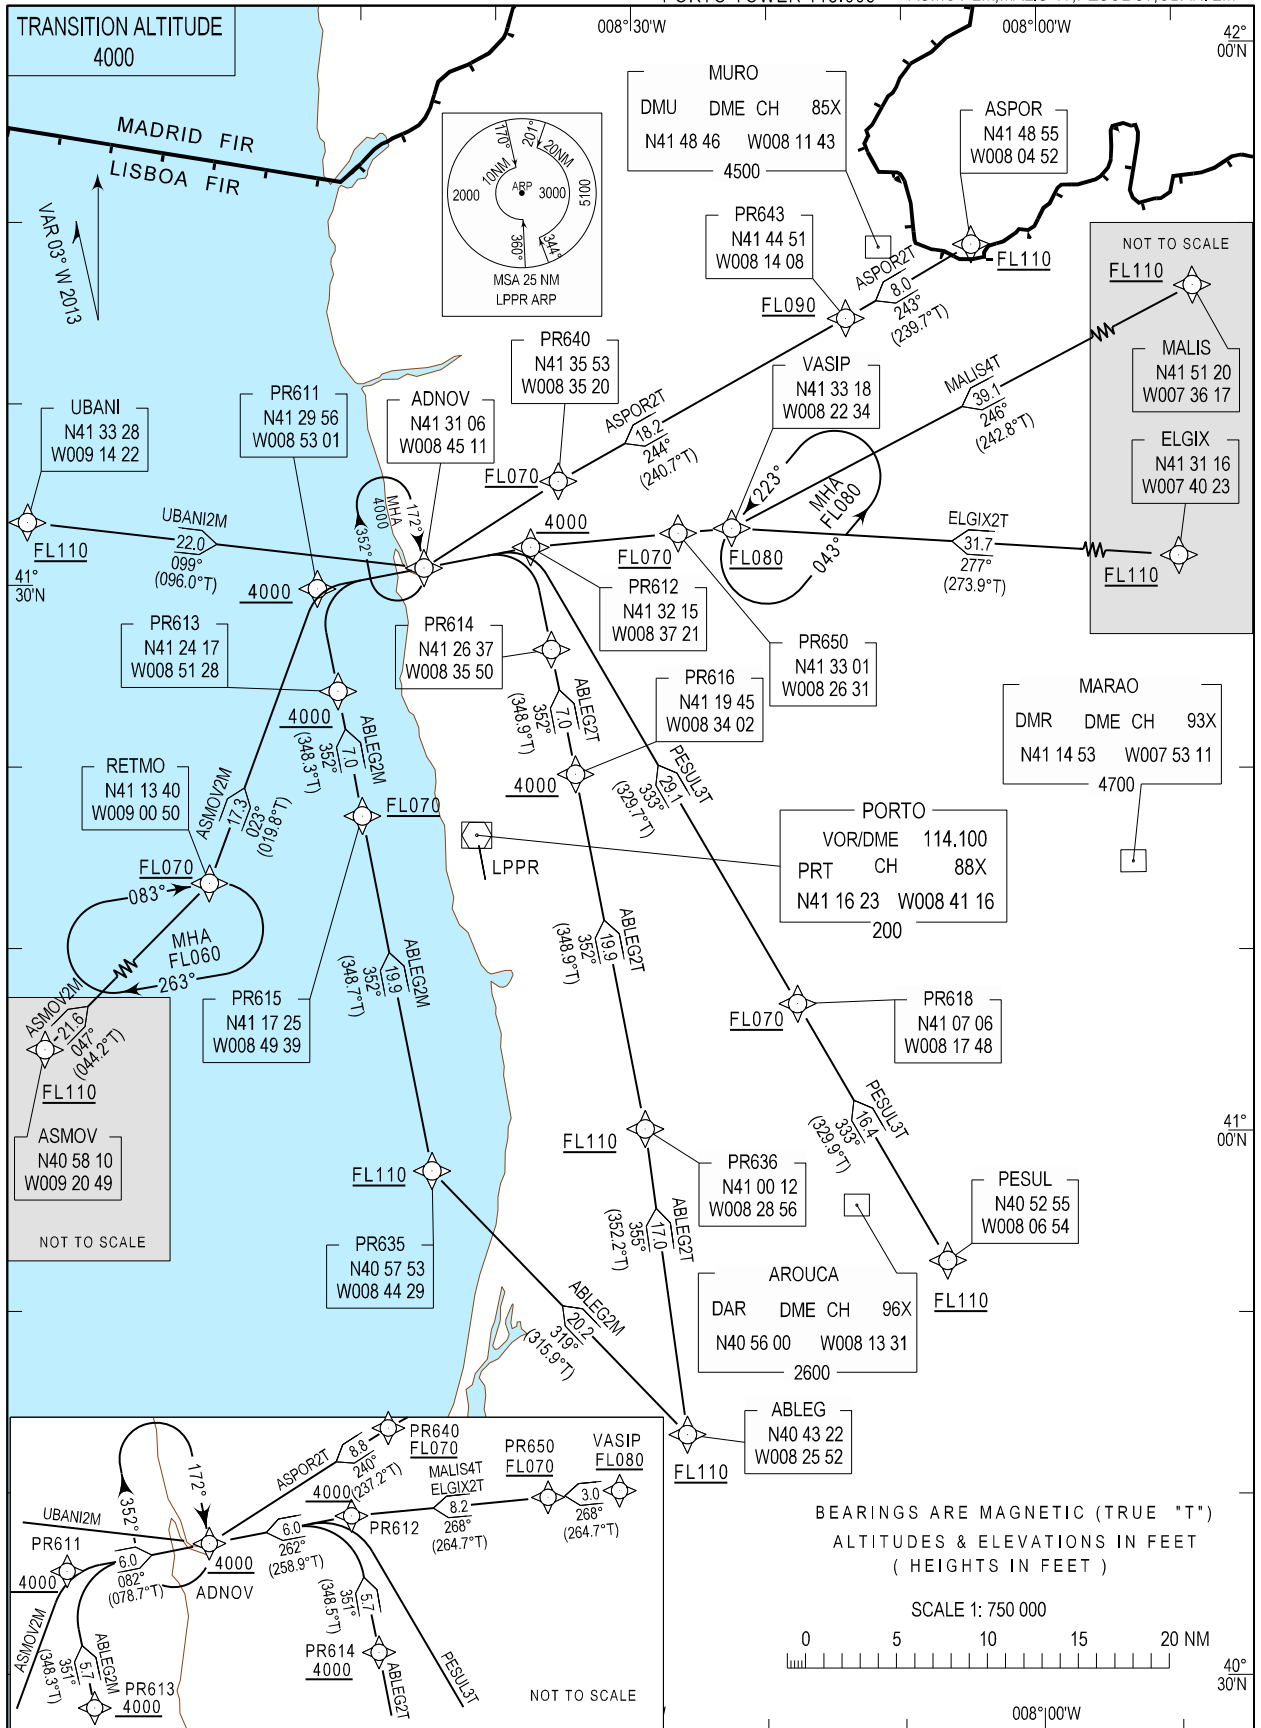 TRANSITION ALTITUDE
4000
008°30'W
008°00'W
42°
00'N
MADRID FIR
LISBOA FIR
VAR 03° W 2013
170°
201°
20NM
10NM
ARP
2000
3000
5100
360°
344°
MSA 25 NM
LPPR ARP
MURO
DMU DME CH 85X
N41 48 46 W008 11 43
4500
ASPOR
N41 48 55
W008 04 52
FL110
PR643
N41 44 51
W008 14 08
FL090
ASPOR2T
8.0
243°
(239.7°T)
NOT TO SCALE
FL110
MALIS
N41 51 20
W007 36 17
ELGIX
N41 31 16
W007 40 23
FL110
PR640
N41 35 53
W008 35 20
FL070
ASPOR2T
18.2
244°
(240.7°T)
VASIP
N41 33 18
W008 22 34
FL080
MALIS4T
39.1
246°
(242.8°T)
223°
MHA
FL080
043°
ELGIX2T
31.7
277°
(273.9°T)
PR611
N41 29 56
W008 53 01
4000
ADNOV
N41 31 06
W008 45 11
UBANI
N41 33 28
W009 14 22
FL110
UBANI2M
22.0
099°
(096.0°T)
MHA
4000
172°
352°
41°
30'N
4000
FL070
PR612
N41 32 15
W008 37 21
PR650
N41 33 01
W008 26 31
PR613
N41 24 17
W008 51 28
4000
PR614
N41 26 37
W008 35 50
PR616
N41 19 45
W008 34 02
4000
ABLEG2T
7.0
352°
(348.9°T)
ABLEG2M
7.0
352°
(348.3°T)
PESUL3T
29.1
333°
(329.7°T)
MARAO
DMR DME CH 93X
N41 14 53 W007 53 11
4700
RETMO
N41 13 40
W009 00 50
FL070
ASMOV2M
17.3
023°
(019.8°T)
FL070
LPPR
PORTO
VOR/DME 114.100
PRT CH 88X
N41 16 23 W008 41 16
200
083°
MHA
FL060
263°
ASMOV2M
21.6
047°
(044.2°T)
FL110
ASMOV
N40 58 10
W009 20 49
NOT TO SCALE
PR615
N41 17 25
W008 49 39
ABLEG2M
19.9
352°
(348.7°T)
ABLEG2T
19.9
352°
(348.9°T)
FL070
PR618
N41 07 06
W008 17 48
PESUL3T
16.4
333°
(329.9°T)
41°
00'N
FL110
PR636
N41 00 12
W008 28 56
FL110
PR635
N40 57 53
W008 44 29
ABLEG2T
17.0
355°
(352.2°T)
PESUL
N40 52 55
W008 06 54
FL110
ABLEG2M
20.2
319°
(315.9°T)
AROUCA
DAR DME CH 96X
N40 56 00 W008 13 31
2600
ABLEG
N40 43 22
W008 25 52
FL110
PR640
FL070
ASPOR2T
8.8
240°
(237.2°T)
PR650
FL070
VASIP
FL080
MALIS4T
ELGIX2T
8.2
268°
(264.7°T)
3.0
268°
(264.7°T)
172°
352°
UBANI2M
PR611
4000
6.0
082°
(078.7°T)
4000
ADNOV
6.0
262°
(258.9°T)
4000
PR612
ASMOV2M
(348.3°T)
351°
5.7
ABLEG2M
PR613
4000
(348.5°T)
351°
5.7
PR614
4000
ABLEG2T
PESUL3T
NOT TO SCALE
BEARINGS ARE MAGNETIC (TRUE "T")
ALTITUDES & ELEVATIONS IN FEET
( HEIGHTS IN FEET )
SCALE 1: 750 000
0 5 10 15 20 NM
40°
30'N
008°00'W